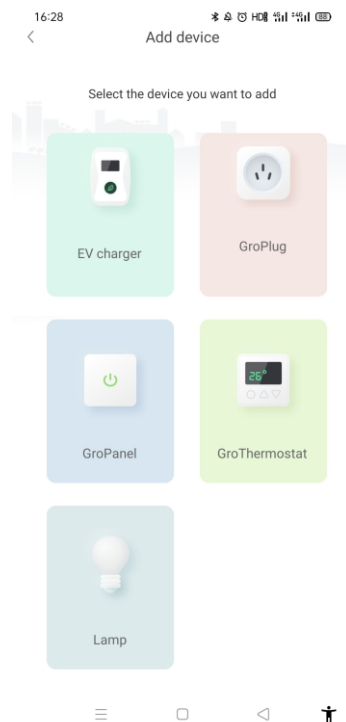 16:28
Add device
Select the device you want to add
EV charger
GroPlug
26°
GroPanel
GroThermostat
Lamp